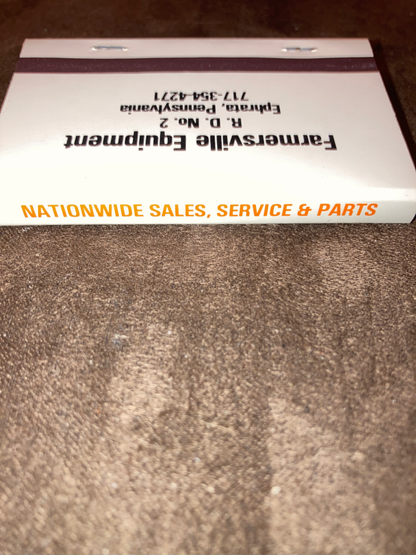 Farmersville Equipment
R. D. No. 2
Ephrata, Pennsylvania
717-354-4271
NATIONWIDE SALES, SERVICE & PARTS